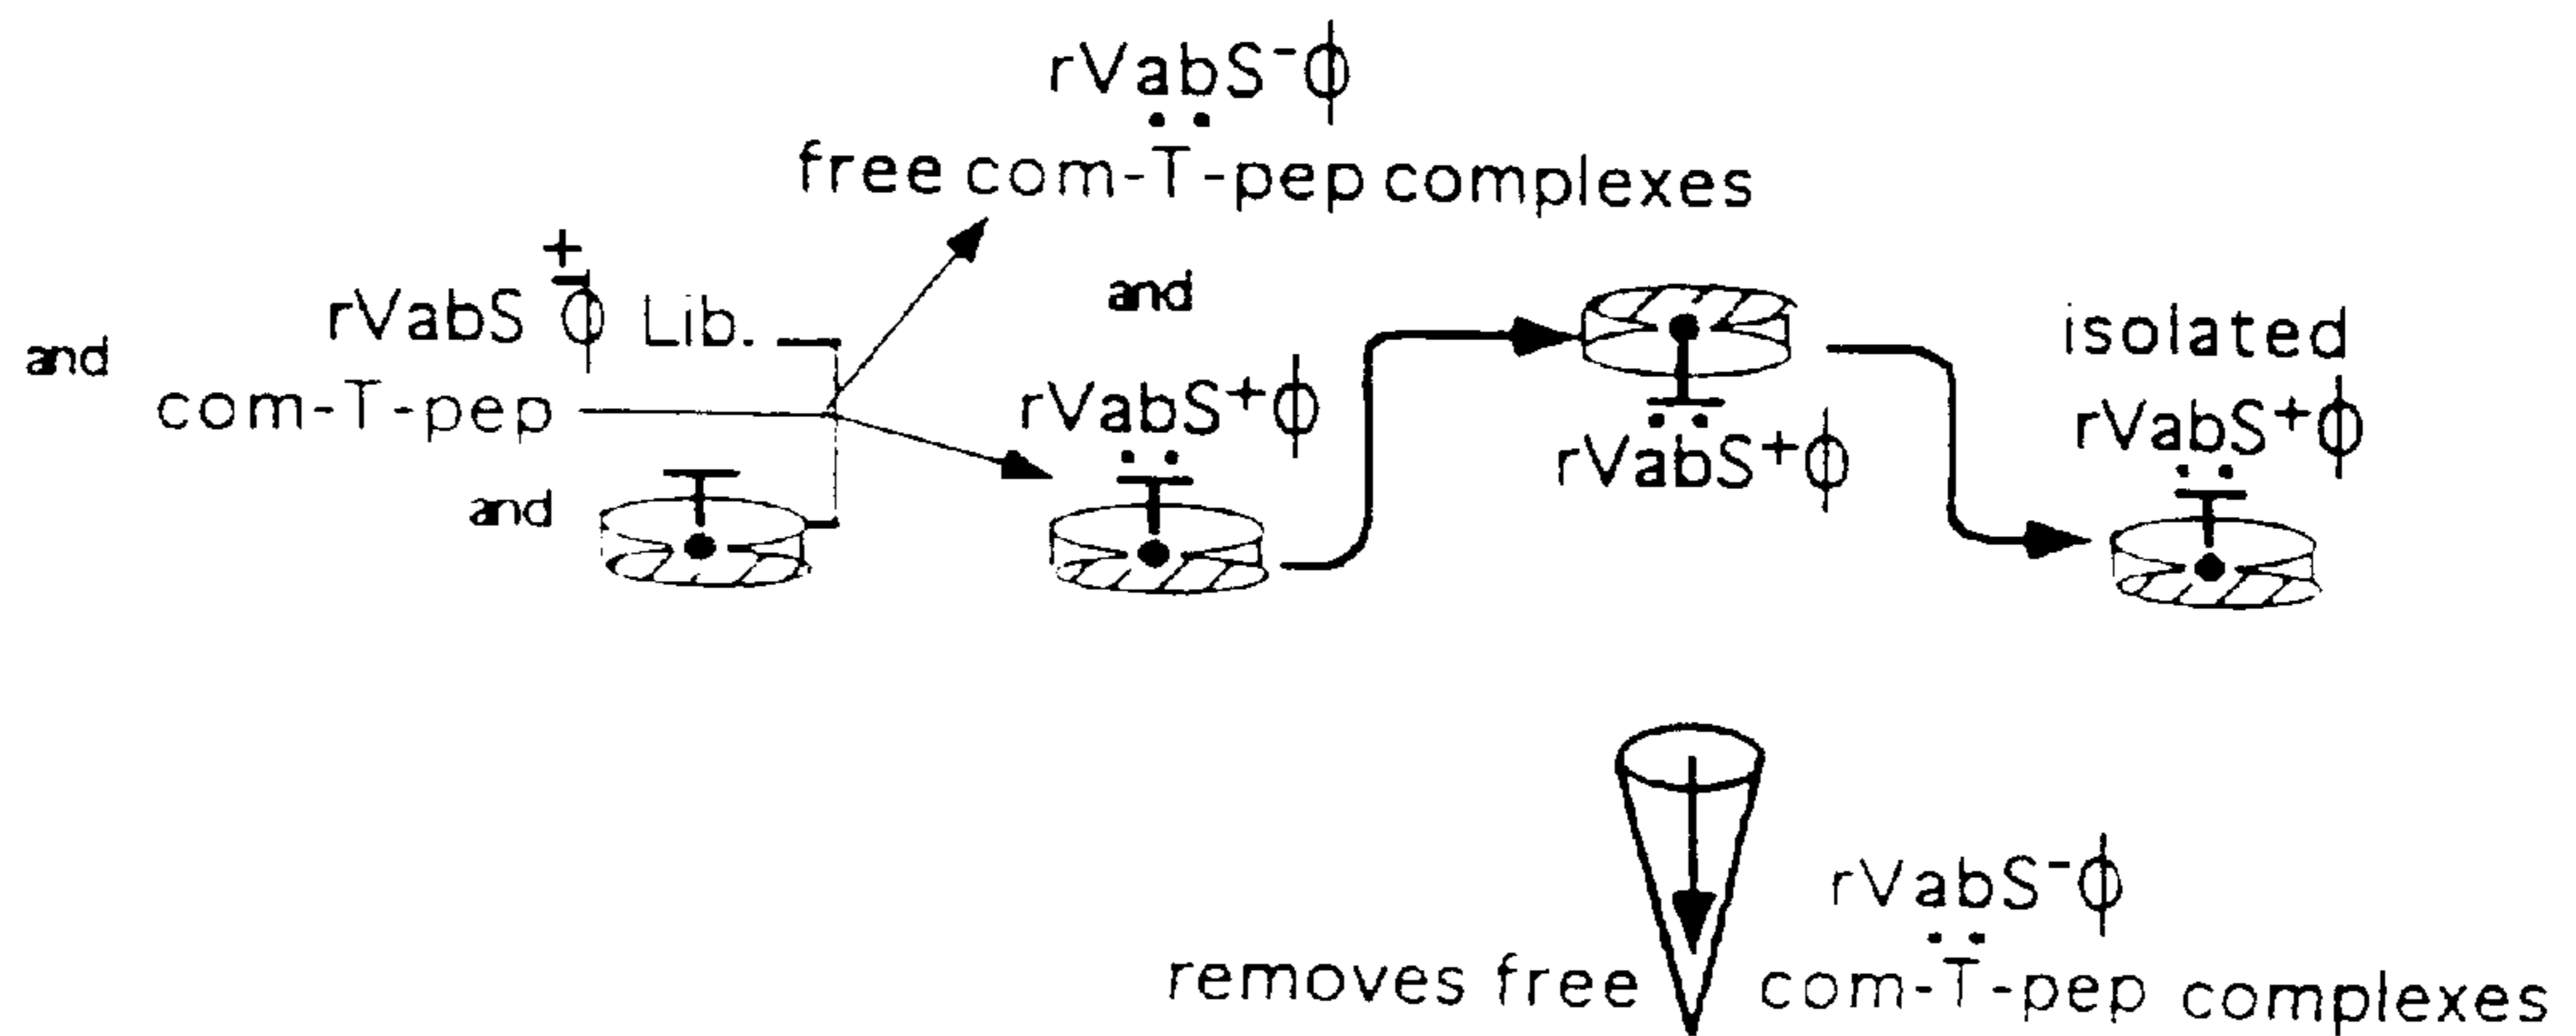 rVabS⁻ϕ
free com-T-pep complexes
and
rVabS ±ϕ Lib.
and
com-T-pep
and
rVabS⁺ϕ
rVabS⁺ϕ
isolated
rVabS⁺ϕ
rVabS⁻ϕ
removes free com-T-pep complexes